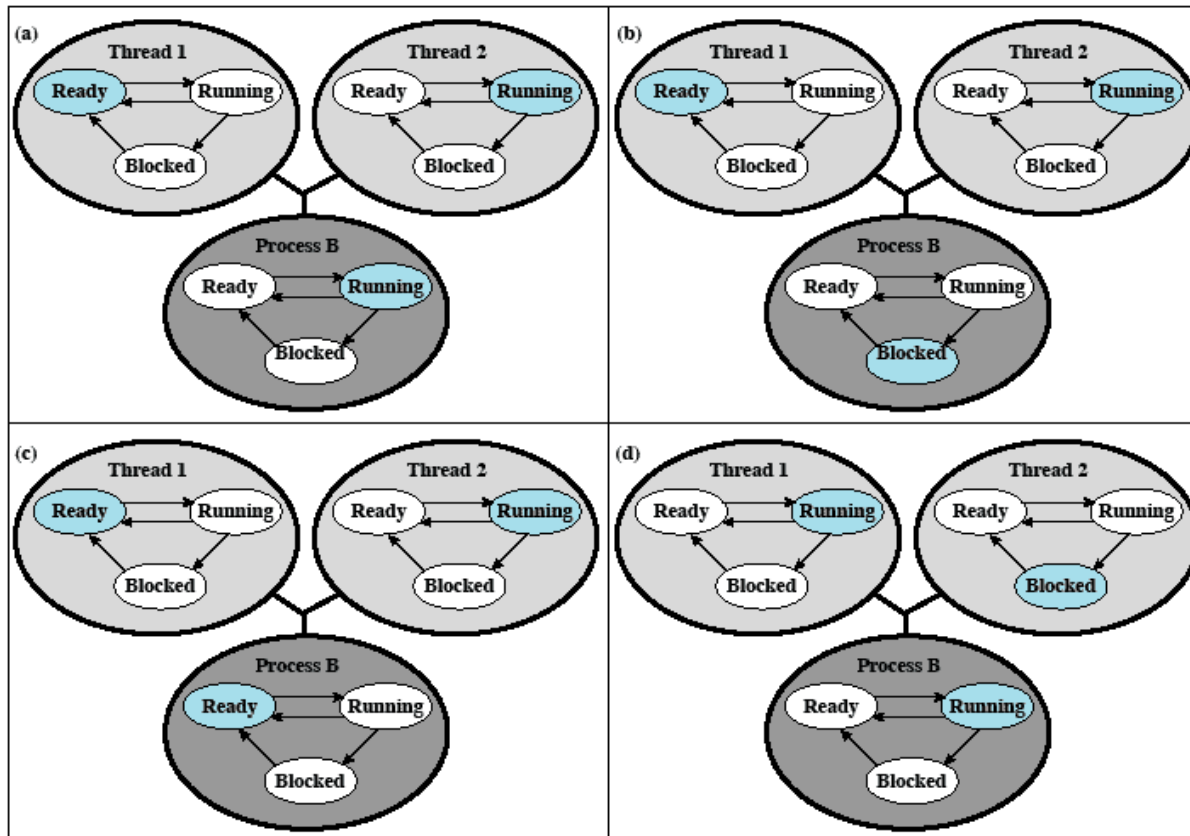 (a)
Thread 1
Thread 2
Ready
Running
Ready
Running
Blocked
Blocked
Process B
Ready
Running
Blocked
(b)
Thread 1
Thread 2
Ready
Running
Ready
Running
Blocked
Blocked
Process B
Ready
Running
Blocked
(c)
Thread 1
Thread 2
Ready
Running
Ready
Running
Blocked
Blocked
Process B
Ready
Running
Blocked
(d)
Thread 1
Thread 2
Ready
Running
Ready
Running
Blocked
Blocked
Process B
Ready
Running
Blocked